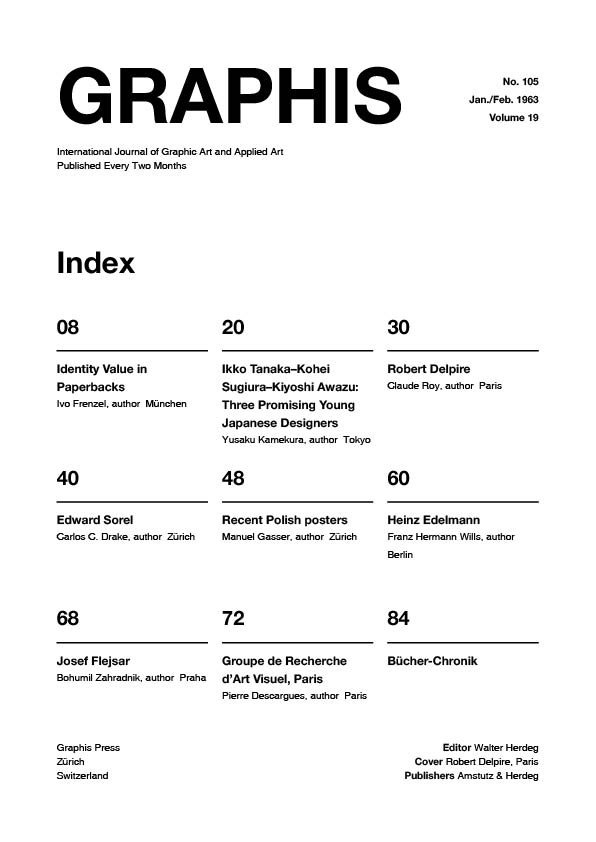 GRAPHIS
No. 105
Jan./Feb. 1963
Volume 19
International Journal of Graphic Art and Applied Art
Published Every Two Months
Index
08
Identity Value in
Paperbacks
Ivo Frenzel, author München
20
Ikko Tanaka–Kohei
Sugiura–Kiyoshi Awazu:
Three Promising Young
Japanese Designers
Yusaku Kamekura, author Tokyo
30
Robert Delpire
Claude Roy, author Paris
40
Edward Sorel
Carlos C. Drake, author Zürich
48
Recent Polish posters
Manuel Gasser, author Zürich
60
Heinz Edelmann
Franz Hermann Wills, author
Berlin
68
Josef Flejsar
Bohumil Zahradnik, author Praha
72
Groupe de Recherche
d’Art Visuel, Paris
Pierre Descargues, author Paris
84
Bücher-Chronik
Graphis Press
Zürich
Switzerland
Editor Walter Herdeg
Cover Robert Delpire, Paris
Publishers Amstutz & Herdeg